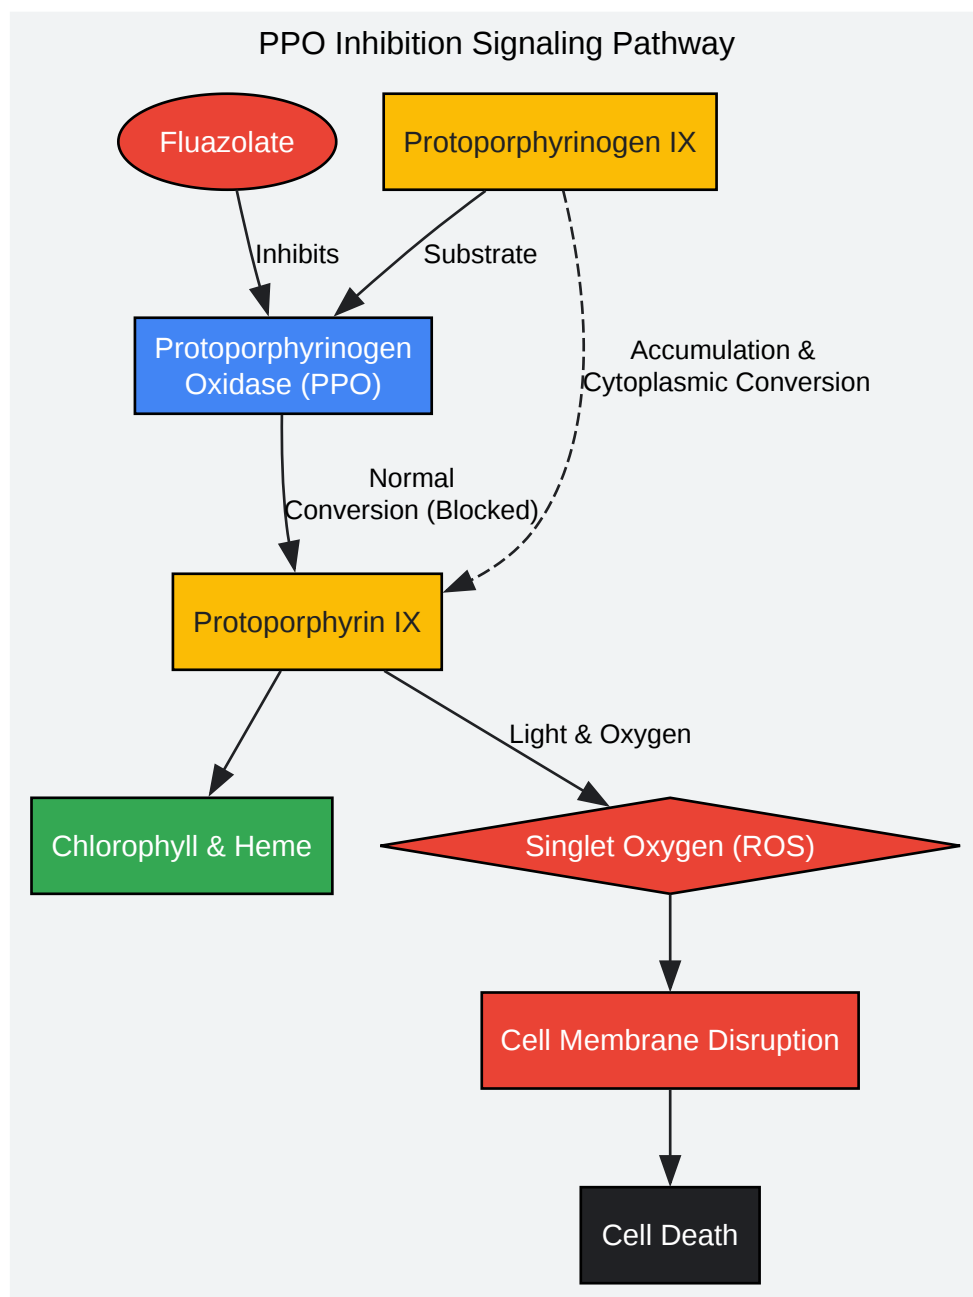 PPO Inhibition Signaling Pathway
Fluazolate
Protoporphyrinogen IX
Inhibits
Substrate
Protoporphyrinogen
Oxidase (PPO)
Accumulation &
Cytoplasmic Conversion
Normal
Conversion (Blocked)
Protoporphyrin IX
Light & Oxygen
Chlorophyll & Heme
Singlet Oxygen (ROS)
Cell Membrane Disruption
Cell Death